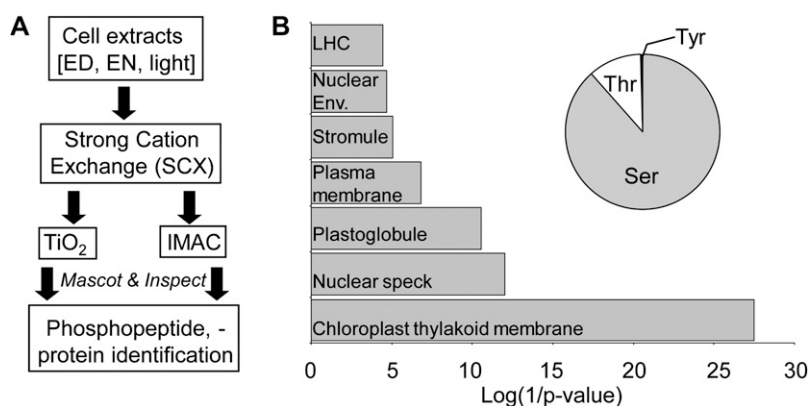 A
Cell extracts
[ED, EN, light]
Strong Cation
Exchange (SCX)
TiO₂
IMAC
Mascot & Inspect
Phosphopeptide, -
protein identification
B
LHC
Nuclear
Env.
Stromule
Plasma
membrane
Plastoglobule
Nuclear speck
Chloroplast thylakoid membrane
0 5 10 15 20 25 30
Log(1/p-value)
Tyr
Thr
Ser